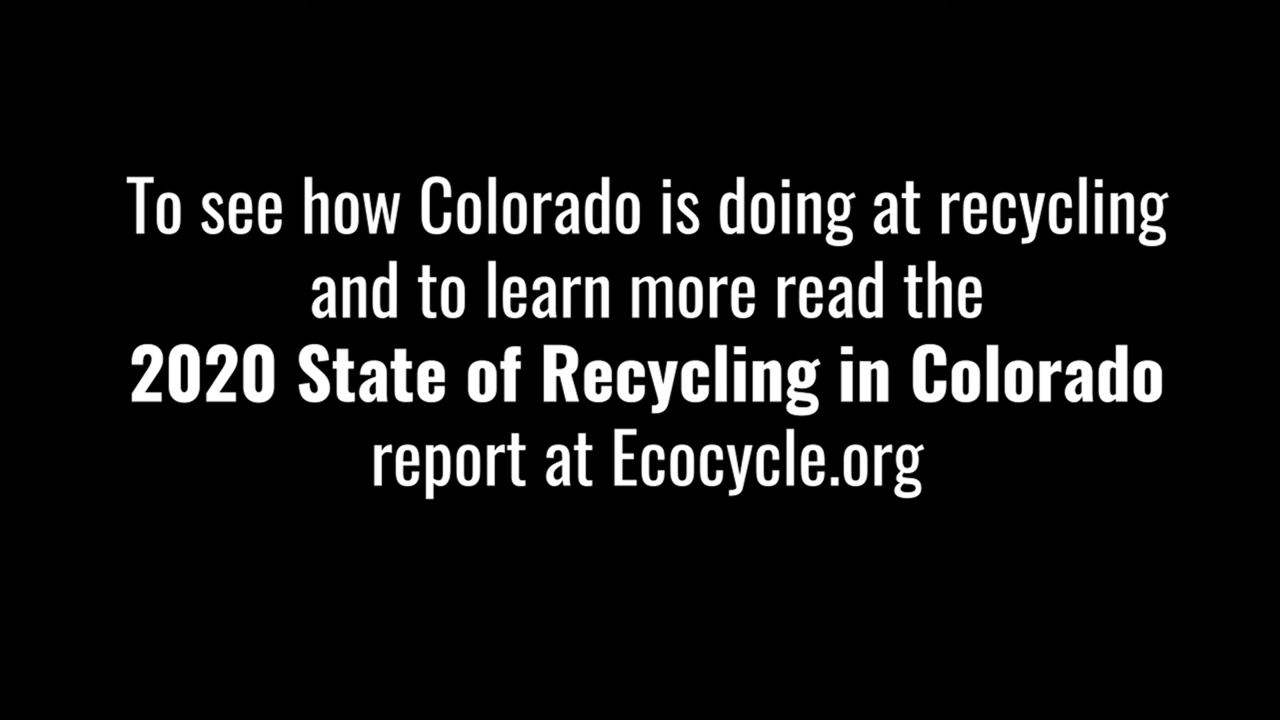 To see how Colorado is doing at recycling
and to learn more read the
2020 State of Recycling in Colorado
report at Ecocycle.org